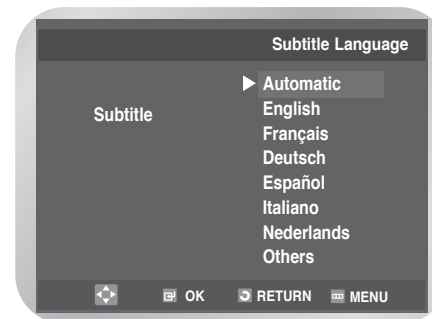 Subtitle Language
Subtitle
Automatic
English
Français
Deutsch
Español
Italiano
Nederlands
Others
OK RETURN MENU